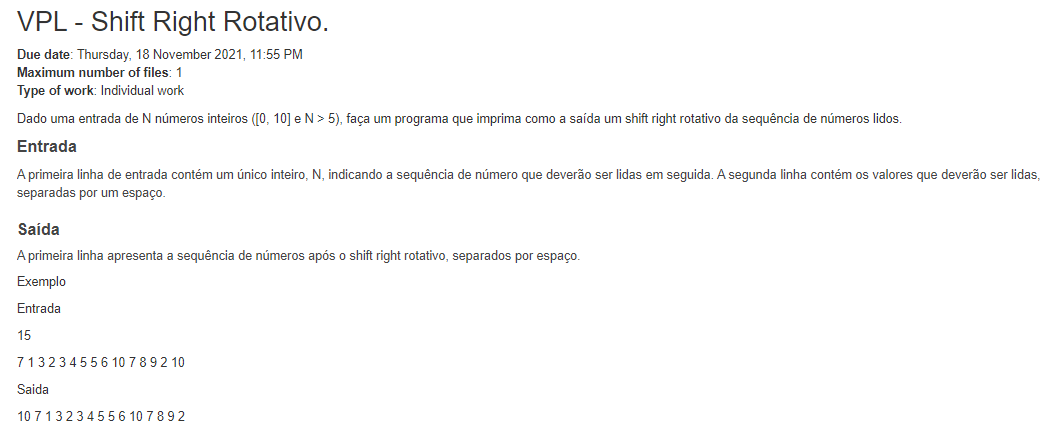 VPL - Shift Right Rotativo.
Due date: Thursday, 18 November 2021, 11:55 PM
Maximum number of files: 1
Type of work: Individual work
Dado uma entrada de N números inteiros ([0, 10] e N > 5), faça um programa que imprima como a saída um shift right rotativo da sequência de números lidos.
Entrada
A primeira linha de entrada contém um único inteiro, N, indicando a sequência de número que deverão ser lidas em seguida. A segunda linha contém os valores que deverão ser lidas,
separadas por um espaço.
Saída
A primeira linha apresenta a sequência de números após o shift right rotativo, separados por espaço.
Exemplo
Entrada
15
7 1 3 2 3 4 5 5 6 10 7 8 9 2 10
Saida
10 7 1 3 2 3 4 5 5 6 10 7 8 9 2